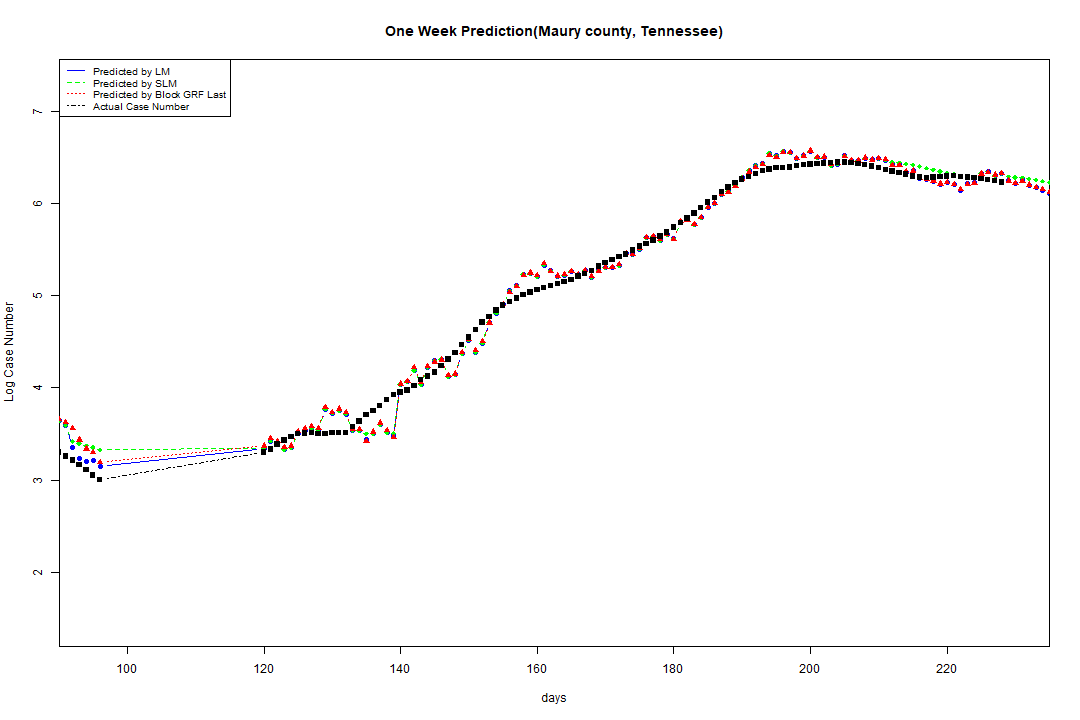 One Week Prediction(Maury county, Tennessee)
Predicted by LM
Predicted by SLM
Predicted by Block GRF Last
Actual Case Number
Log Case Number
7
6
5
4
3
2
100 120 140 160 180 200 220
days